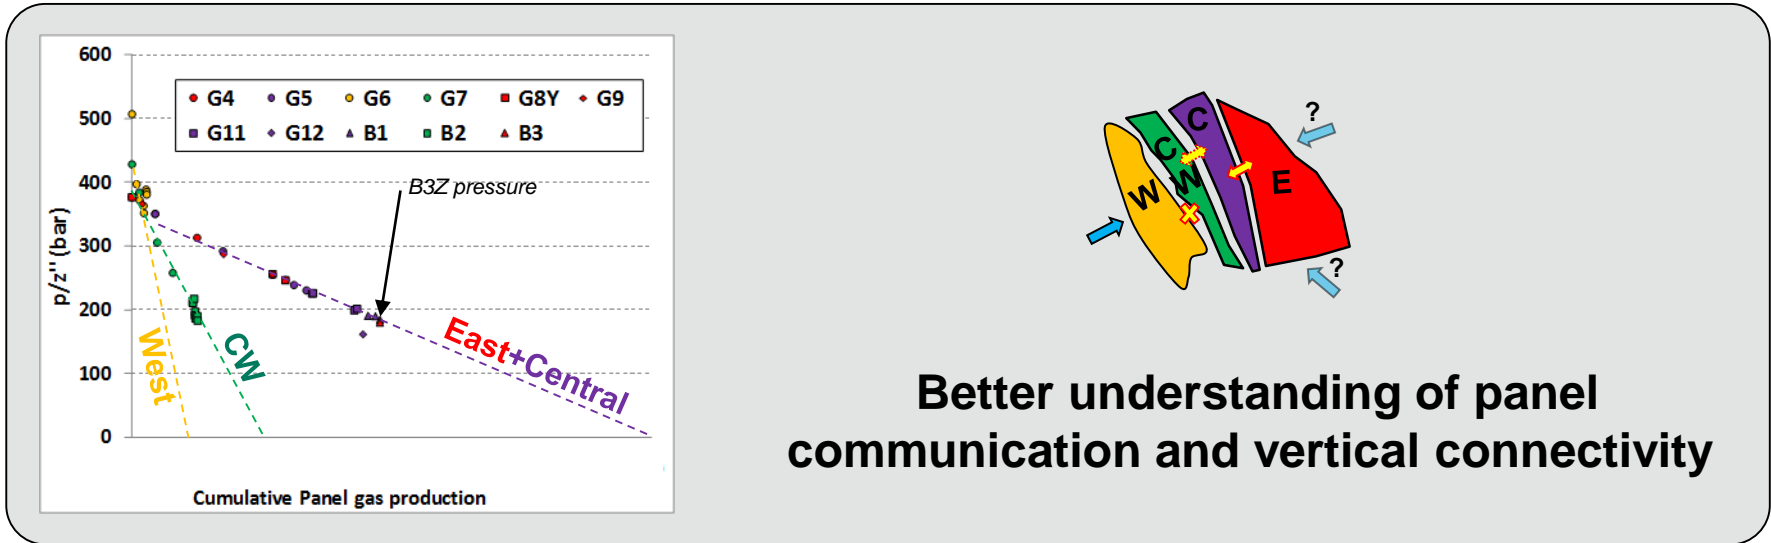 600
500
400
300
200
100
0
p/z'' (bar)
G4 G5 G6 G7 G8Y G9
G11 G12 B1 B2 B3
B3Z pressure
West
CW
East+Central
Cumulative Panel gas production
W
C
W
C
E
?
?
Better understanding of panel
communication and vertical connectivity